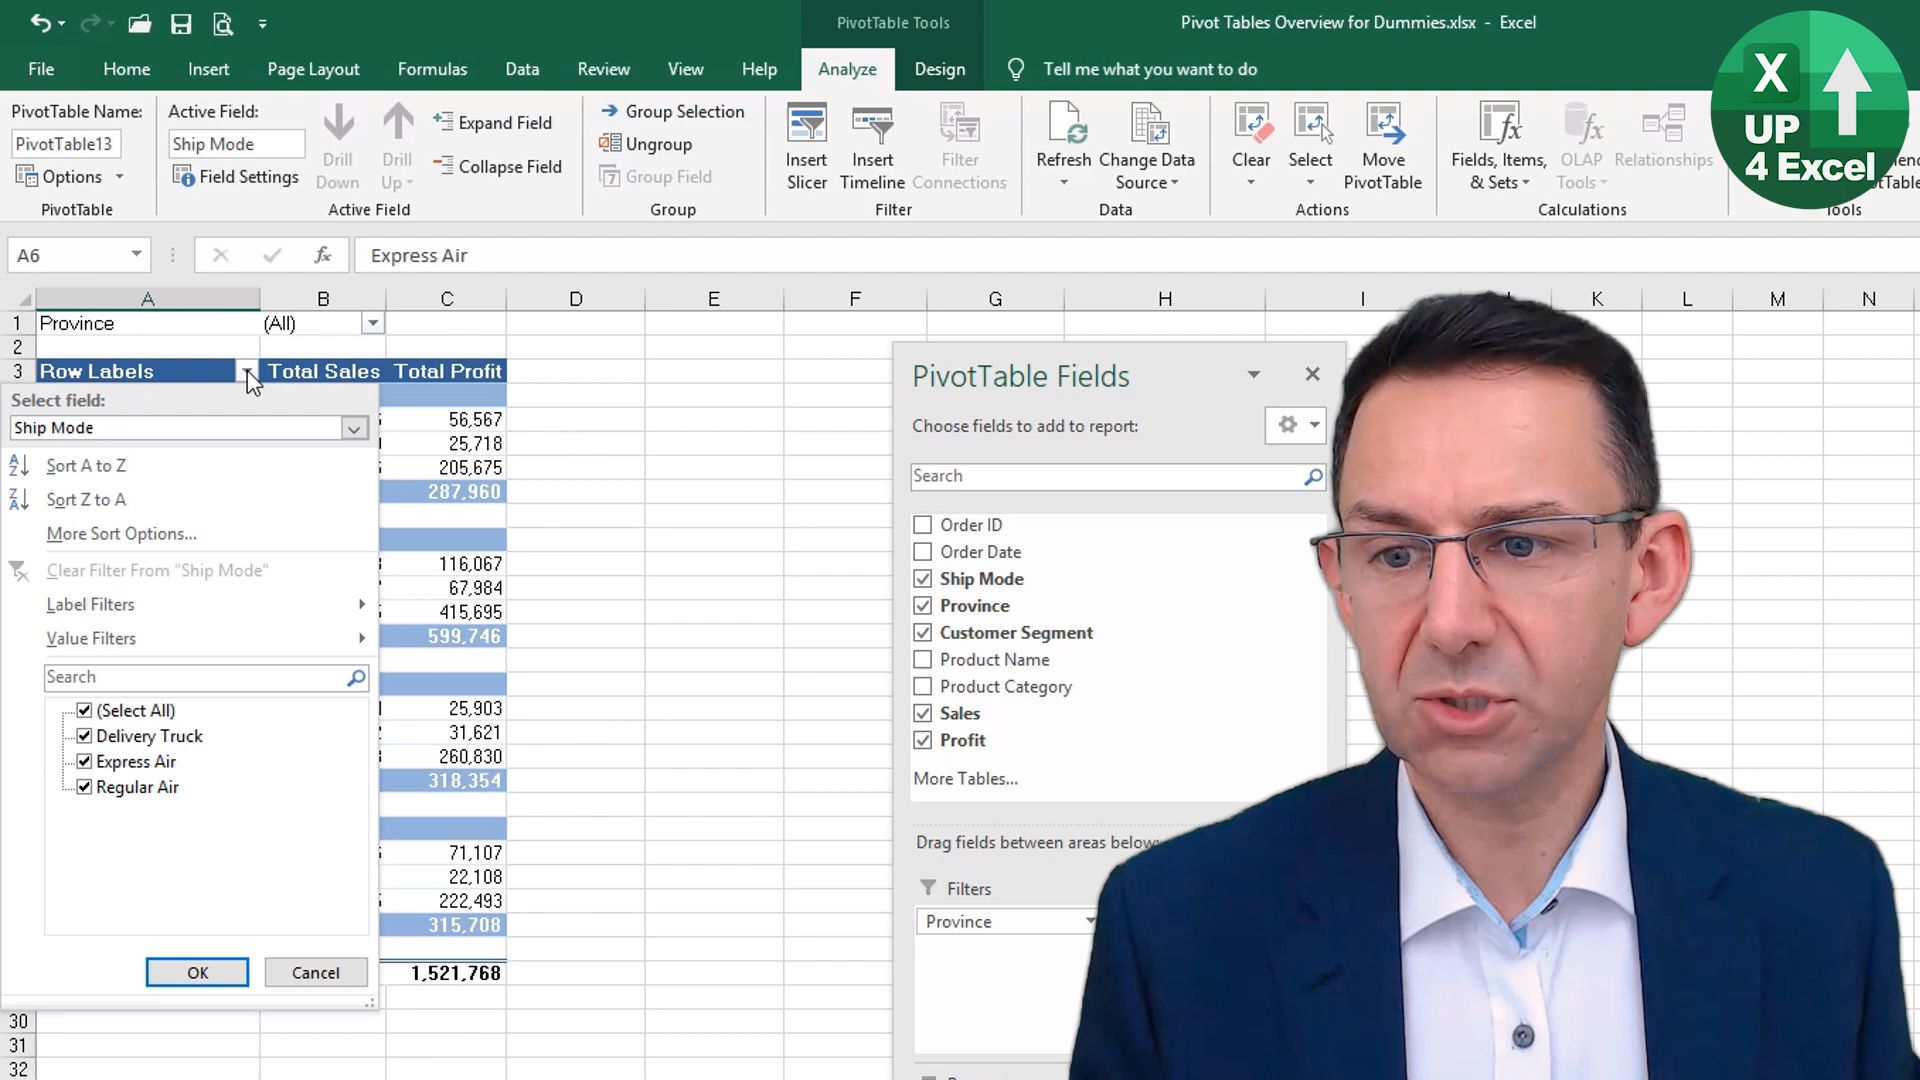 PivotTable Tools
Pivot Tables Overview for Dummies.xlsx - Excel
File Home Insert Page Layout Formulas Data Review View Help Analyze Design Tell me what you want to do
X
UP
4 Excel
PivotTable Name:
PivotTable13
Options
PivotTable
Active Field:
Ship Mode
Field Settings
Drill
Down
Drill
Up
Expand Field
Collapse Field
Active Field
Group Selection
Ungroup
7 Group Field
Group
Insert
Slicer
Insert
Timeline
Filter
Connections
Filter
Refresh
Change Data
Source
Data
Clear
Select
Move
PivotTable
Actions
Fields, Items,
& Sets
OLAP
Tools
Relationships
Calculations
A6 fx Express Air
A B C D E F G H I K L M N
1 Province (All)
2
3 Row Labels Total Sales Total Profit
Select field:
Ship Mode
Sort A to Z
Sort Z to A
More Sort Options...
Clear Filter From "Ship Mode"
Label Filters
Value Filters
Search
(Select All)
Delivery Truck
Express Air
Regular Air
OK Cancel
56,567
25,718
205,675
287,960
116,067
67,984
415,695
599,746
25,903
31,621
260,830
318,354
71,107
22,108
222,493
315,708
1,521,768
30
31
32
PivotTable Fields
Choose fields to add to report:
Search
Order ID
Order Date
Ship Mode
Province
Customer Segment
Product Name
Product Category
Sales
Profit
More Tables...
Drag fields between areas below:
Filters
Province